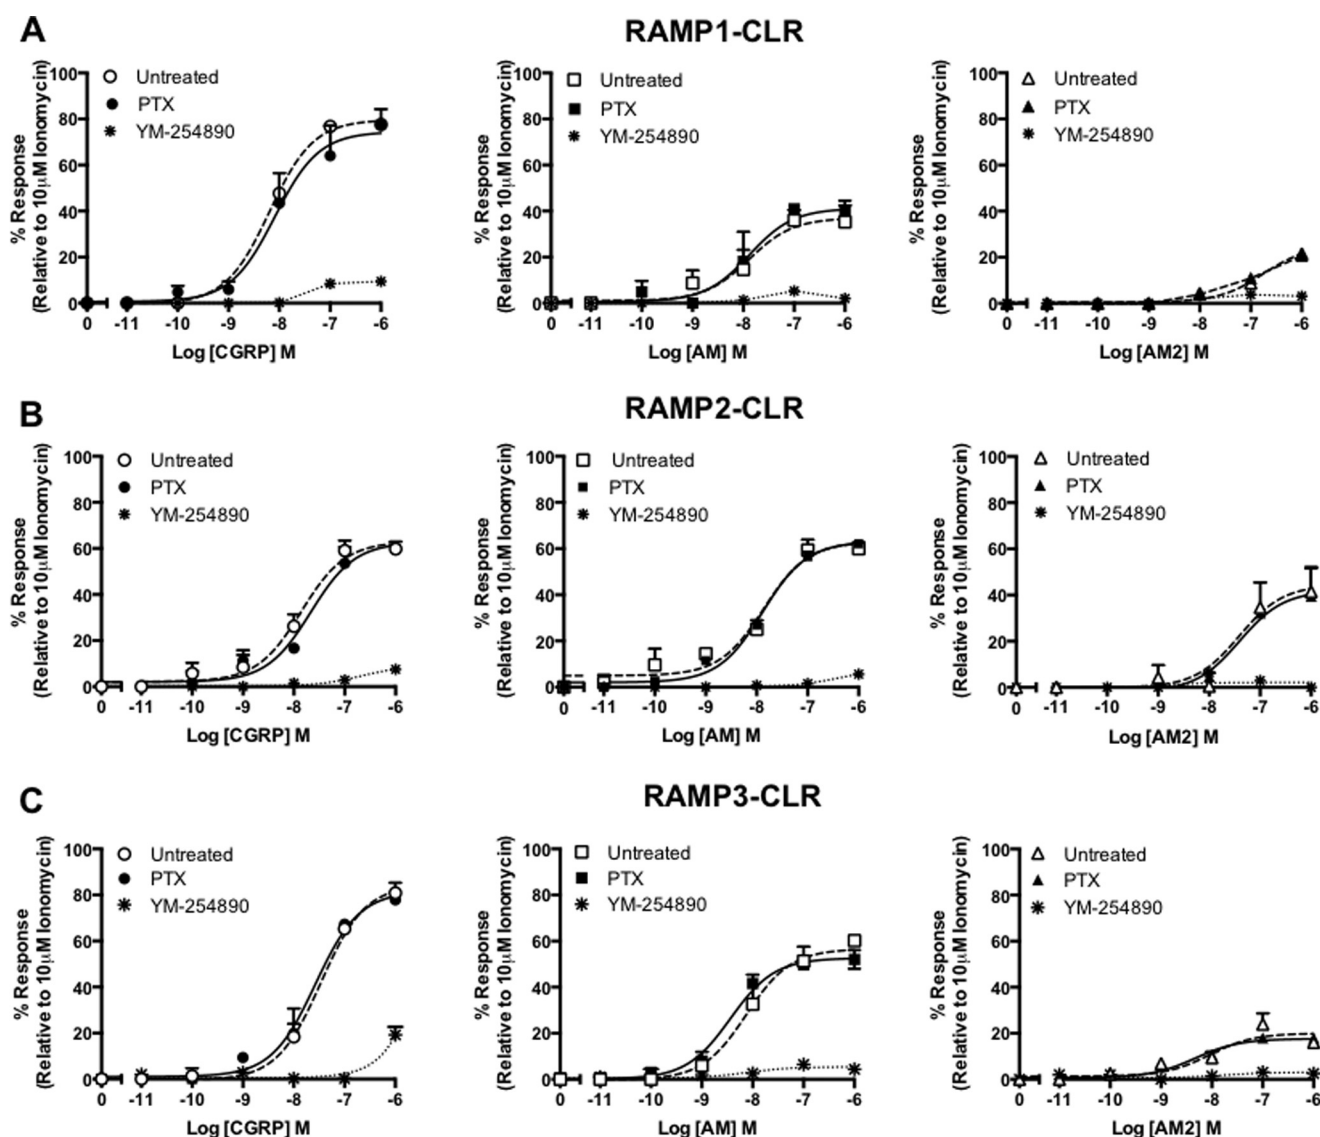 A
RAMP1-CLR
% Response
(Relative to 10μM Ionomycin)
100
80
60
40
20
0
Untreated
PTX
YM-254890
0 -11 -10 -9 -8 -7 -6
Log [CGRP] M
% Response
(Relative to 10μM Ionomycin)
100
80
60
40
20
0
Untreated
PTX
YM-254890
0 -11 -10 -9 -8 -7 -6
Log [AM] M
% Response
(Relative to 10μM Ionomycin)
100
80
60
40
20
0
Untreated
PTX
YM-254890
0 -11 -10 -9 -8 -7 -6
Log [AM2] M
B
RAMP2-CLR
% Response
(Relative to 10μM Ionomycin)
100
80
60
40
20
0
Untreated
PTX
YM-254890
0 -11 -10 -9 -8 -7 -6
Log [CGRP] M
% Response
(Relative to 10μM Ionomycin)
100
80
60
40
20
0
Untreated
PTX
YM-254890
0 -11 -10 -9 -8 -7 -6
Log [AM] M
% Response
(Relative to 10μM Ionomycin)
100
80
60
40
20
0
Untreated
PTX
YM-254890
0 -11 -10 -9 -8 -7 -6
Log [AM2] M
C
RAMP3-CLR
% Response
(Relative to 10μM Ionomycin)
100
80
60
40
20
0
Untreated
PTX
YM-254890
0 -11 -10 -9 -8 -7 -6
Log [CGRP] M
% Response
(Relative to 10μM Ionomycin)
100
80
60
40
20
0
Untreated
PTX
YM-254890
0 -11 -10 -9 -8 -7 -6
Log [AM] M
% Response
(Relative to 10μM Ionomycin)
100
80
60
40
20
0
Untreated
PTX
YM-254890
0 -11 -10 -9 -8 -7 -6
Log [AM2] M